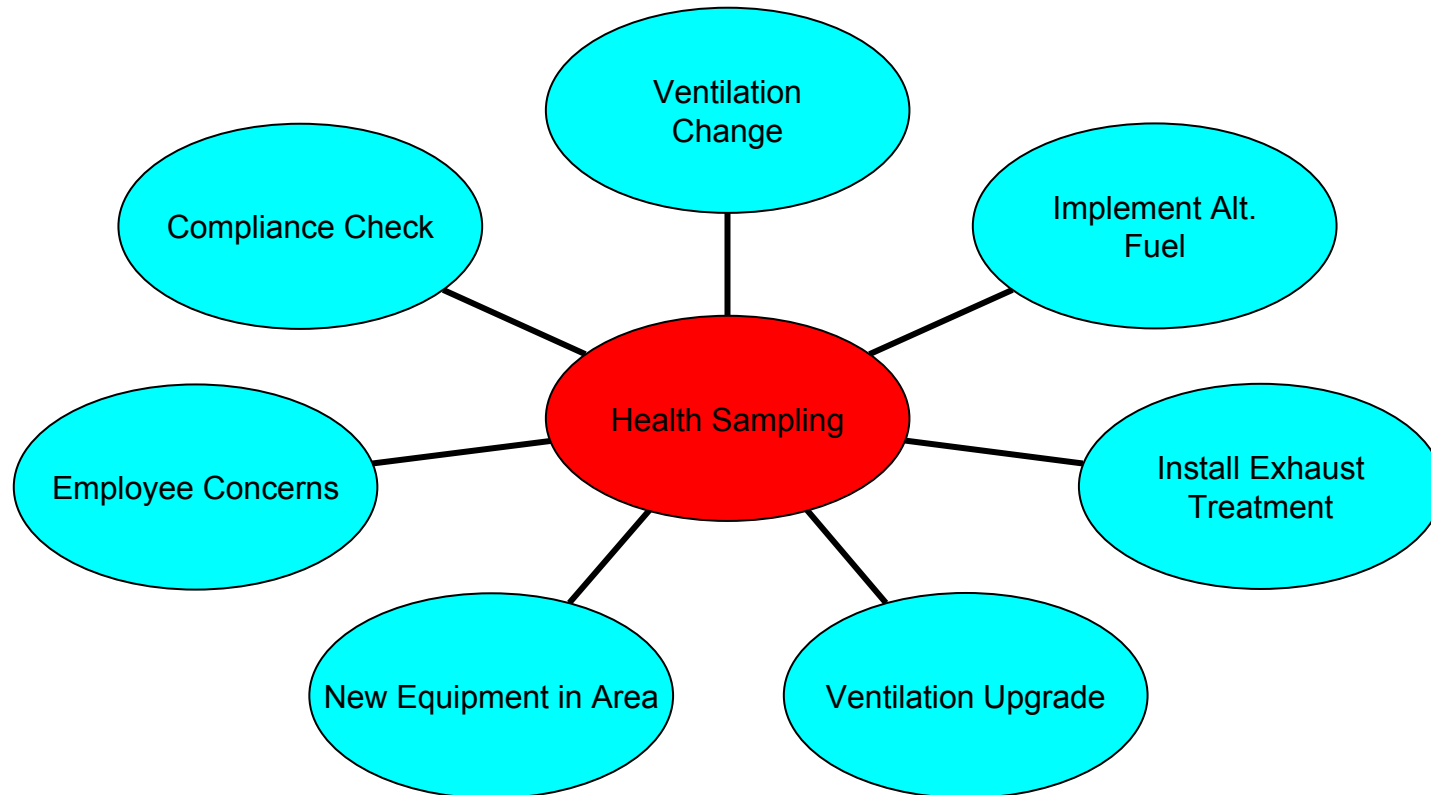 Ventilation
Change
Compliance Check
Implement Alt.
Fuel
Health Sampling
Employee Concerns
Install Exhaust
Treatment
New Equipment in Area
Ventilation Upgrade